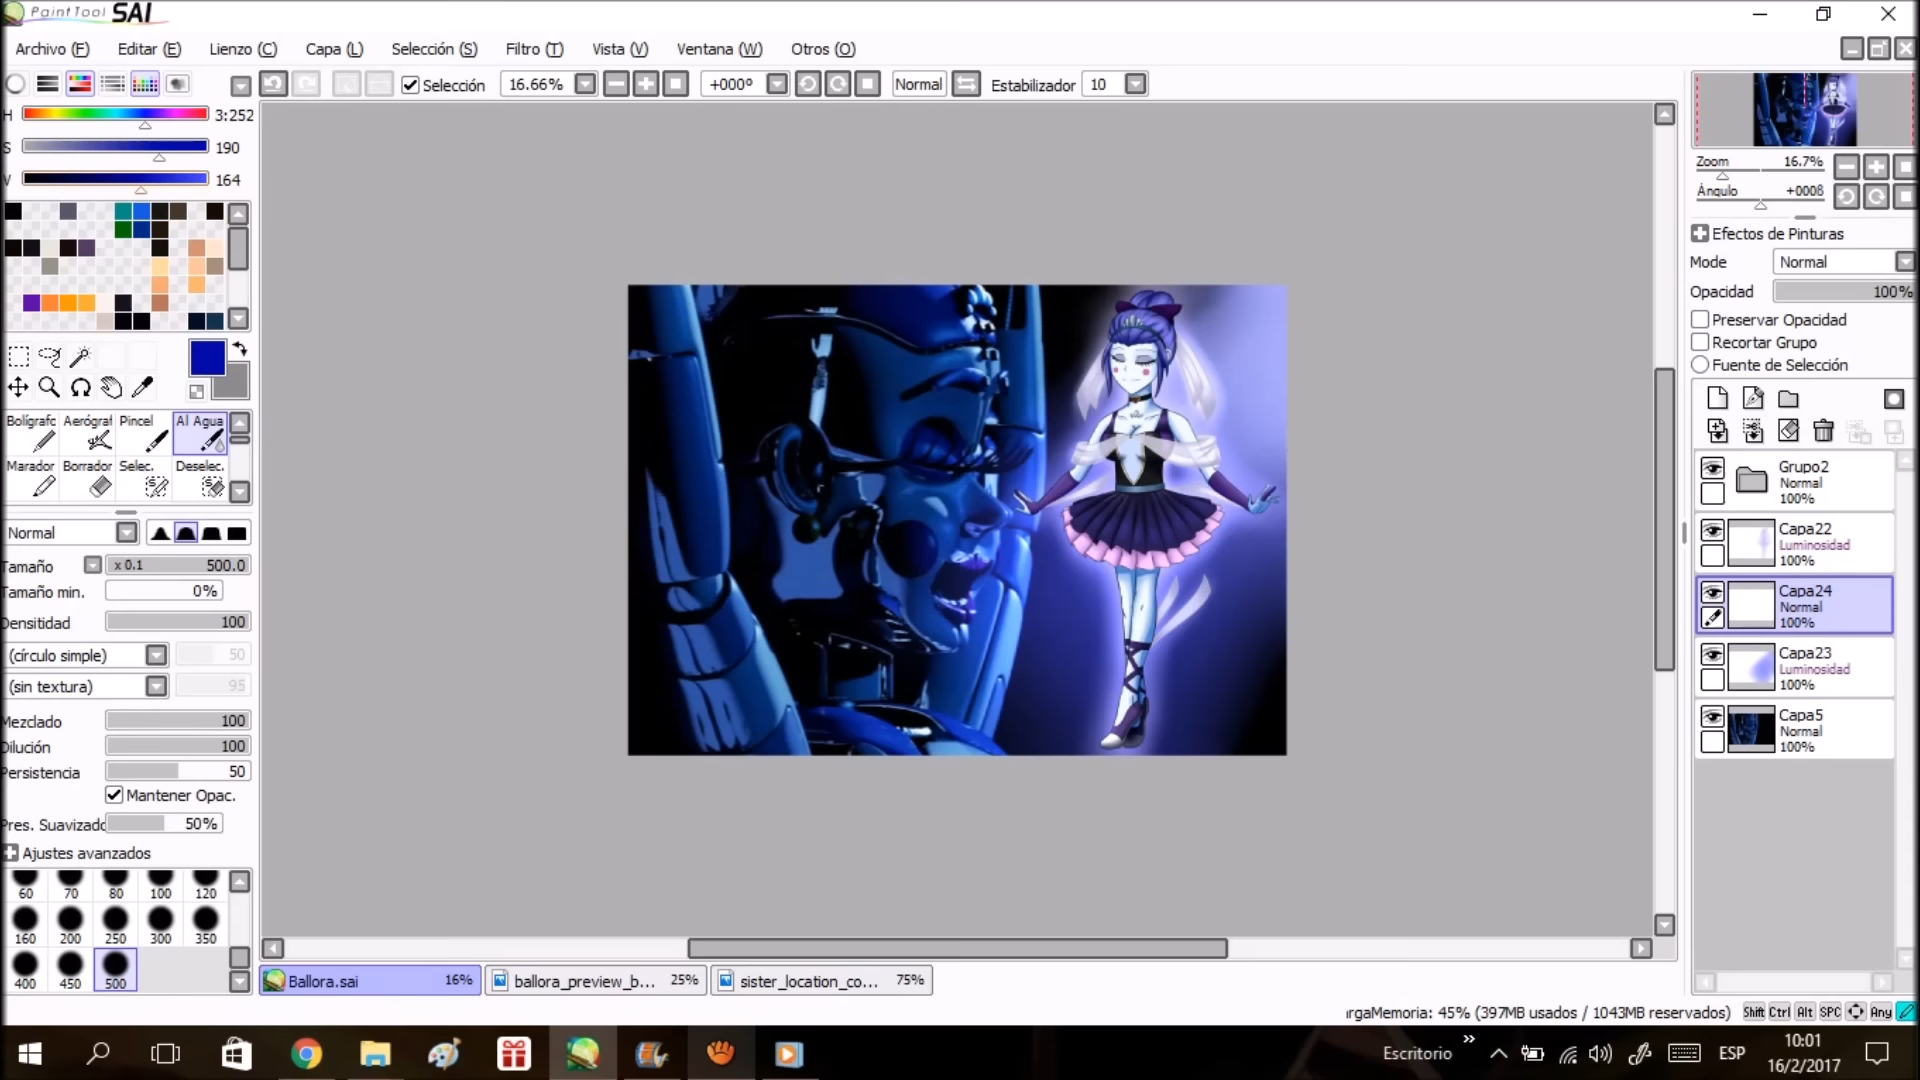 PaintTool SAI
Archivo (F) Editar (E) Lienzo (C) Capa (L) Selección (S) Filtro (T) Vista (V) Ventana (W) Otros (O)
Selección 16.66% +000º Normal Estabilizador 10
H 3:252
S 190
V 164
Bolígrafc Aerógraf Pincel Al Agua
Marador Borrador Selec. Deselec.
Normal
Tamaño x 0.1 500.0
Tamaño min. 0%
Densitidad 100
(círculo simple) 50
(sin textura) 95
Mezclado 100
Dilución 100
Persistencia 50
Mantener Opac.
Pres. Suavizado 50%
Ajustes avanzados
60 70 80 100 120
160 200 250 300 350
400 450 500
Zoom 16.7%
Ángulo +000ß
Efectos de Pinturas
Mode Normal
Opacidad 100%
Preservar Opacidad
Recortar Grupo
Fuente de Selección
Grupo2
Normal
100%
Capa22
Luminosidad
100%
Capa24
Normal
100%
Capa23
Luminosidad
100%
Capa5
Normal
100%
Ballora.sai 16% ballora_preview_b... 25% sister_location_co... 75%
ırgaMemoria: 45% (397MB usados / 1043MB reservados) Shift Ctrl Alt SPC Any
Escritorio » ESP 10:01
16/2/2017